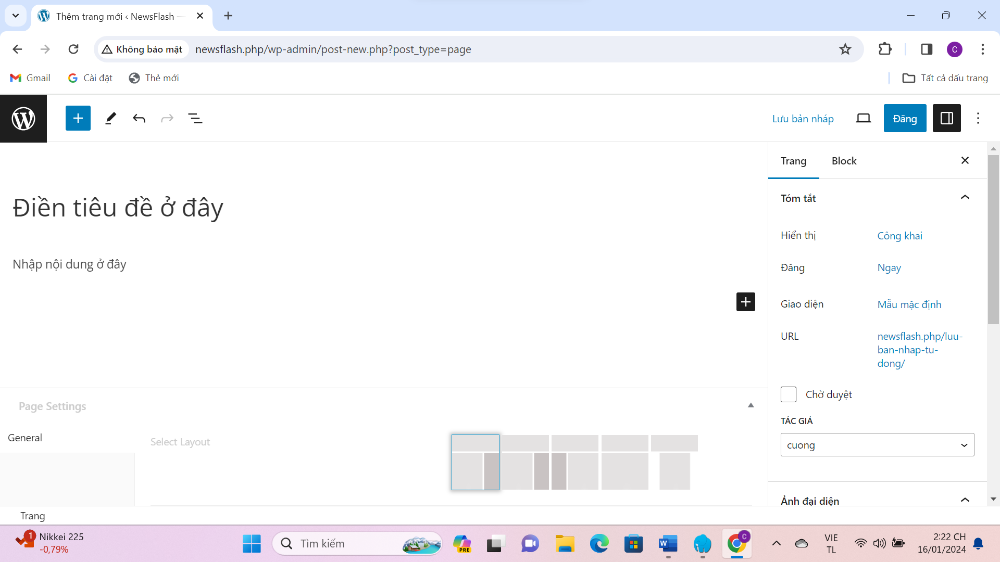 Thêm trang mới ‹ NewsFlash —
Không bảo mật
newsflash.php/wp-admin/post-new.php?post_type=page
C
Gmail
Cài đặt
Thẻ mới
Tất cả dấu trang
Lưu bản nháp
Đăng
Trang
Block
Điền tiêu đề ở đây
Nhập nội dung ở đây
Tóm tắt
Hiển thị
Công khai
Đăng
Ngay
Giao diện
Mẫu mặc định
URL
newsflash.php/luu-
ban-nhap-tu-
dong/
Chờ duyệt
TÁC GIẢ
cuong
Ảnh đại diện
Page Settings
General
Select Layout
Trang
1
Nikkei 225
-0,79%
Tìm kiếm
PRE
W
C
VIE
TL
2:22 CH
16/01/2024